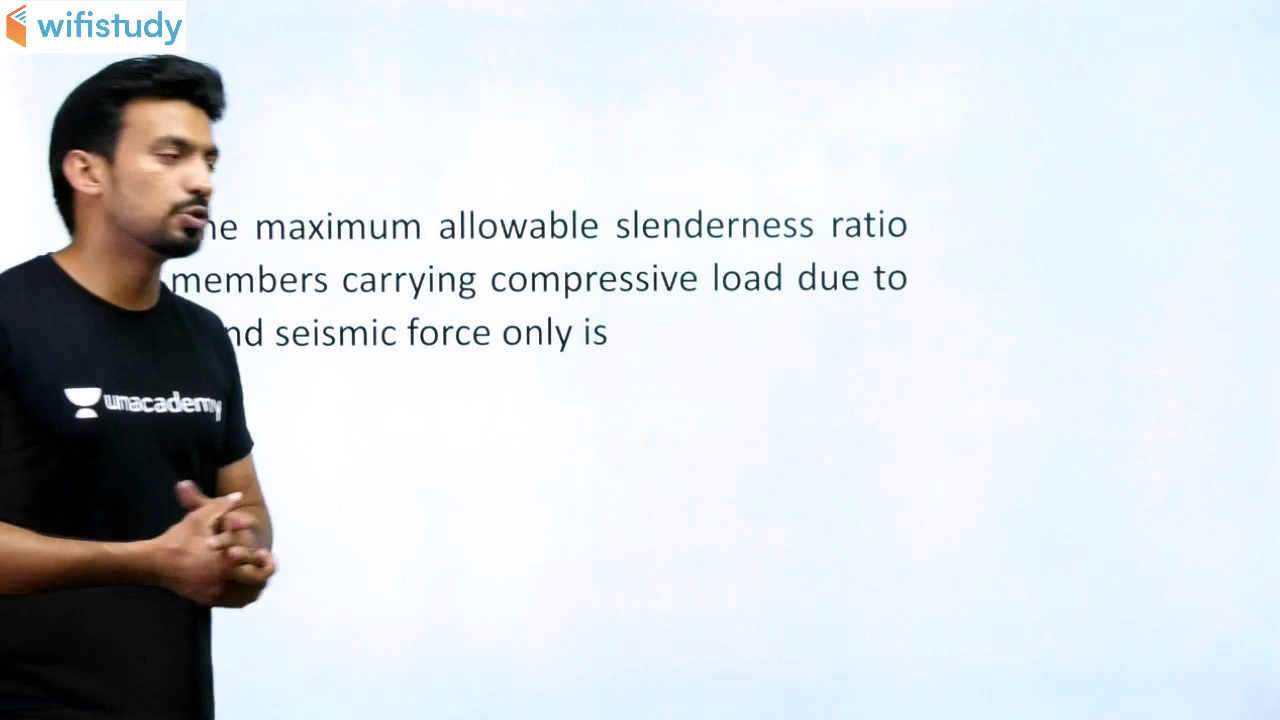 wifistudy
he maximum allowable slenderness ratio
members carrying compressive load due to
nd seismic force only is
unacademy